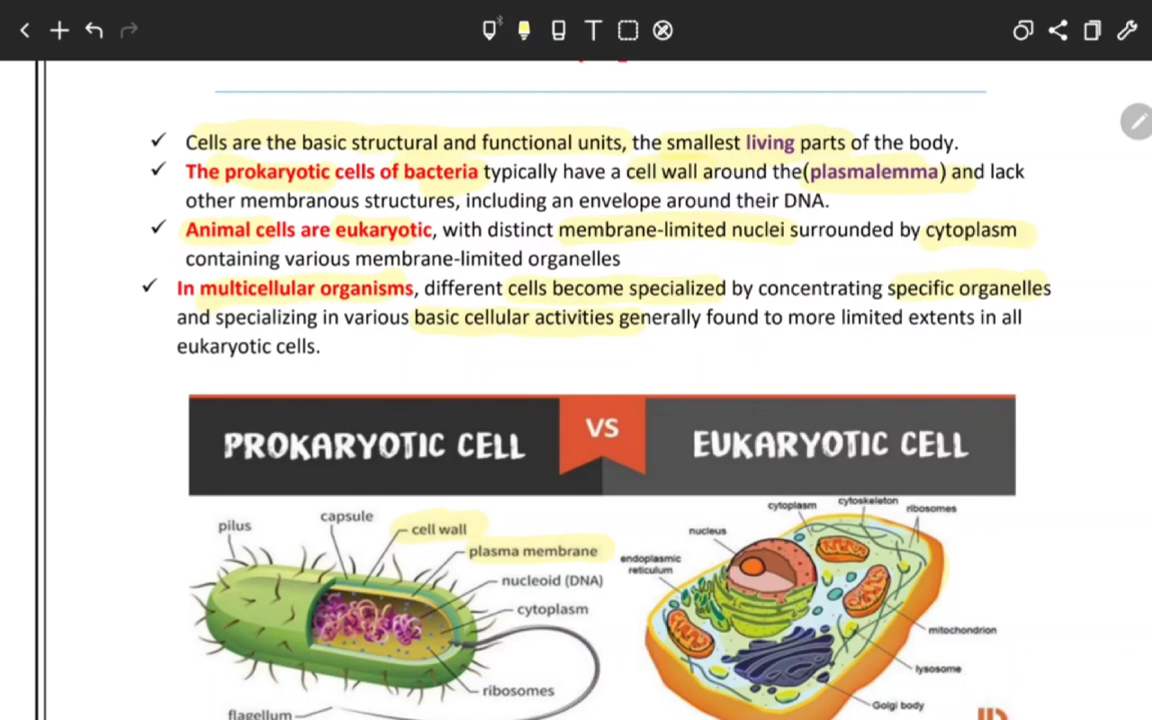 ✓ Cells are the basic structural and functional units, the smallest living parts of the body.
✓ The prokaryotic cells of bacteria typically have a cell wall around the(plasmalemma) and lack
other membranous structures, including an envelope around their DNA.
✓ Animal cells are eukaryotic, with distinct membrane-limited nuclei surrounded by cytoplasm
containing various membrane-limited organelles
✓ In multicellular organisms, different cells become specialized by concentrating specific organelles
and specializing in various basic cellular activities generally found to more limited extents in all
eukaryotic cells.
PROKARYOTIC CELL
VS
EUKARYOTIC CELL
pilus
capsule
cell wall
plasma membrane
nucleoid (DNA)
cytoplasm
ribosomes
flagellum
cytoplasm
cytoskeleton
ribosomes
nucleus
endoplasmic
reticulum
mitochondrion
lysosome
Golgi body